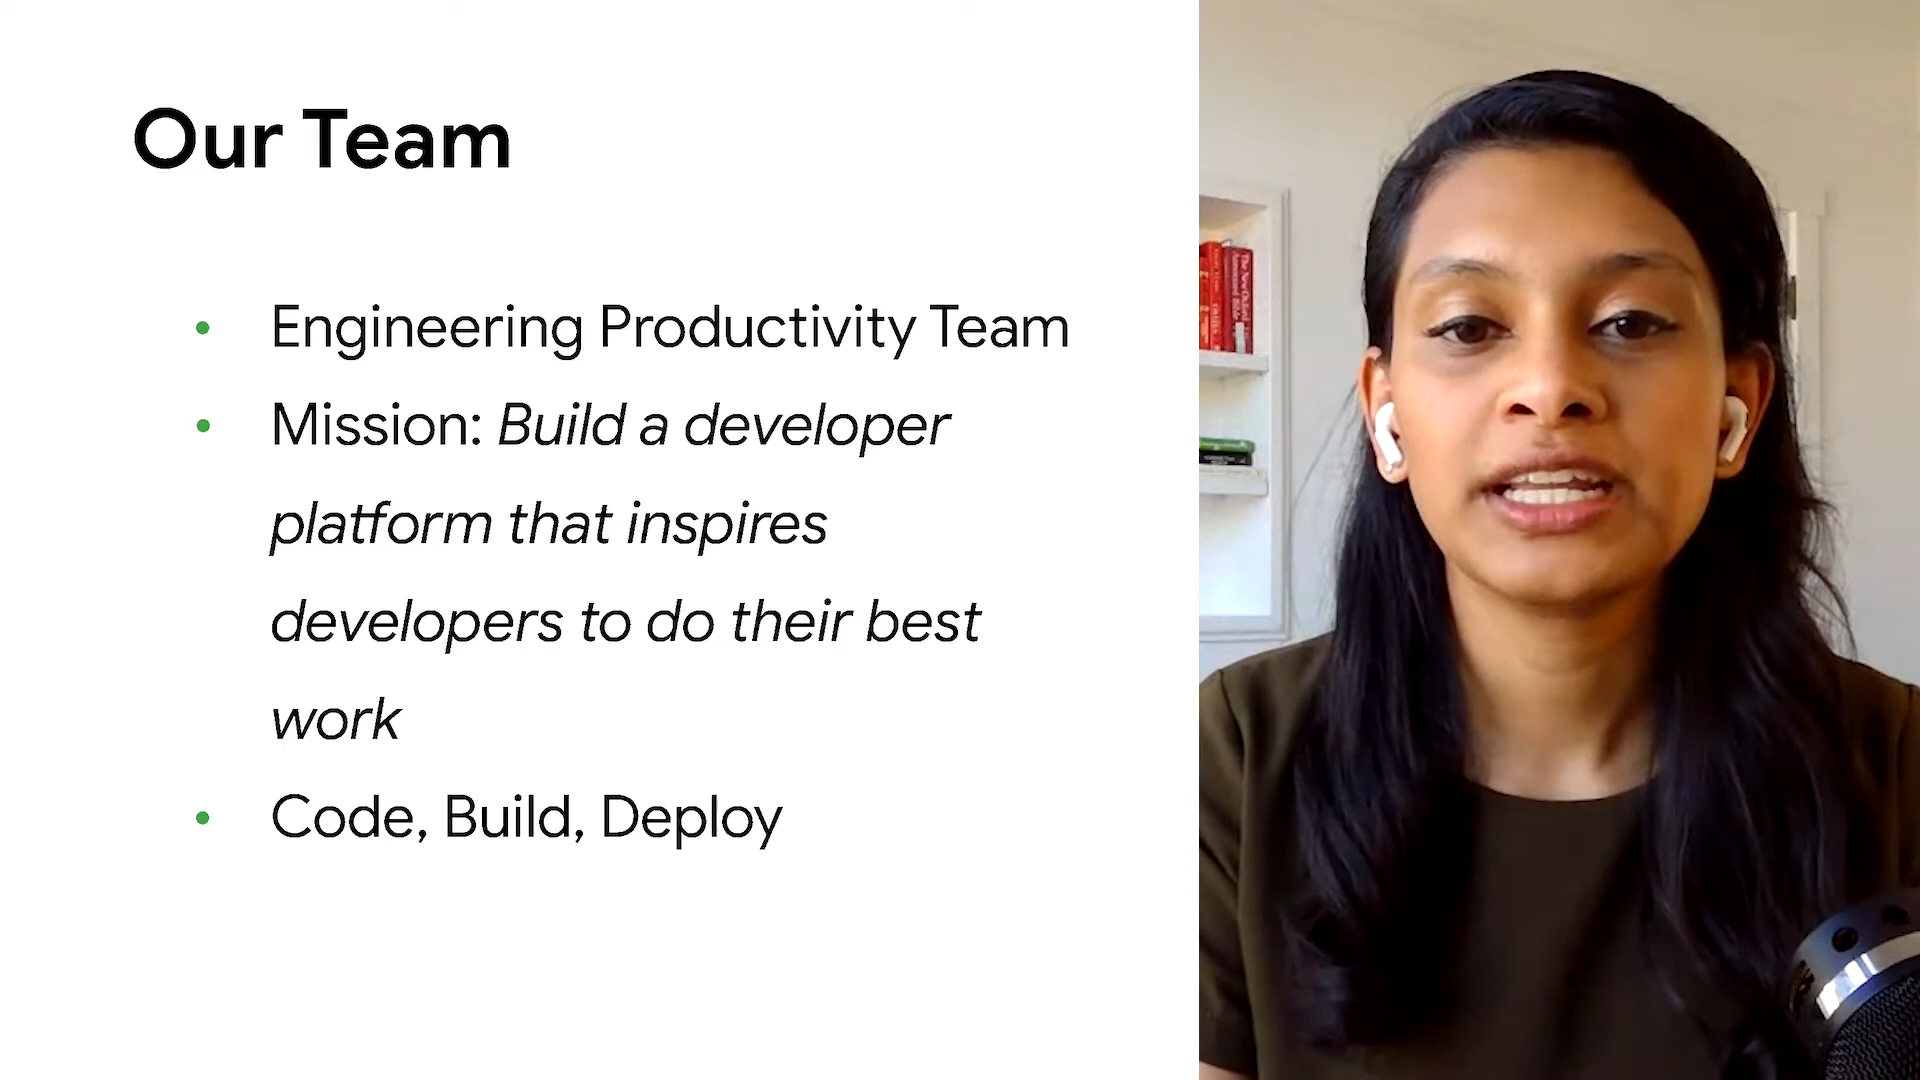 Our Team
• Engineering Productivity Team
• Mission: Build a developer
platform that inspires
developers to do their best
work
• Code, Build, Deploy